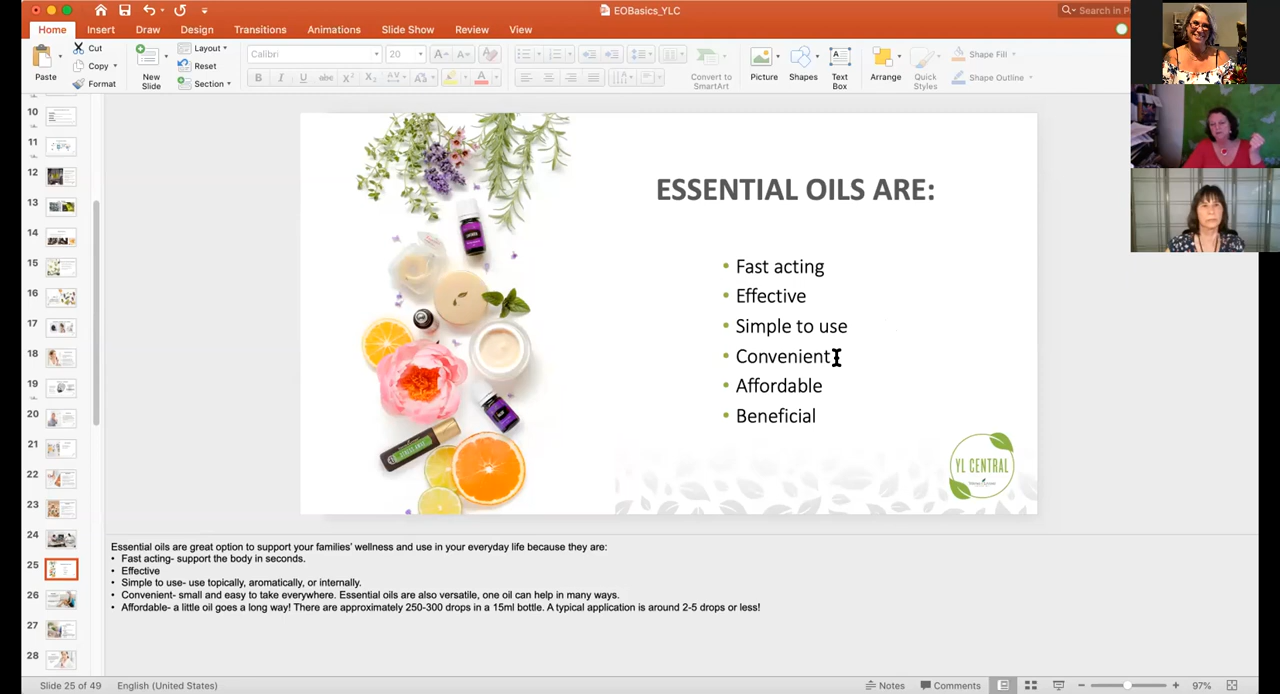 EOBasics_YLC
Search in P
Home Insert Draw Design Transitions Animations Slide Show Review View
Paste
Cut
Copy
Format
New Slide
Layout
Reset
Section
Calibri 20
Convert to SmartArt
Picture
Shapes
Text Box
Arrange
Quick Styles
Shape Fill
Shape Outline
10
11
12
13
14
15
16
17
18
19
20
21
22
23
24
25
26
27
28
ESSENTIAL OILS ARE:
• Fast acting
• Effective
• Simple to use
• Convenient
• Affordable
• Beneficial
YL CENTRAL
Essential oils are great option to support your families' wellness and use in your everyday life because they are:
• Fast acting- support the body in seconds.
• Effective
• Simple to use- use topically, aromatically, or internally.
• Convenient- small and easy to take everywhere. Essential oils are also versatile, one oil can help in many ways.
• Affordable- a little oil goes a long way! There are approximately 250-300 drops in a 15ml bottle. A typical application is around 2-5 drops or less!
Slide 25 of 49 English (United States) Notes Comments 97%